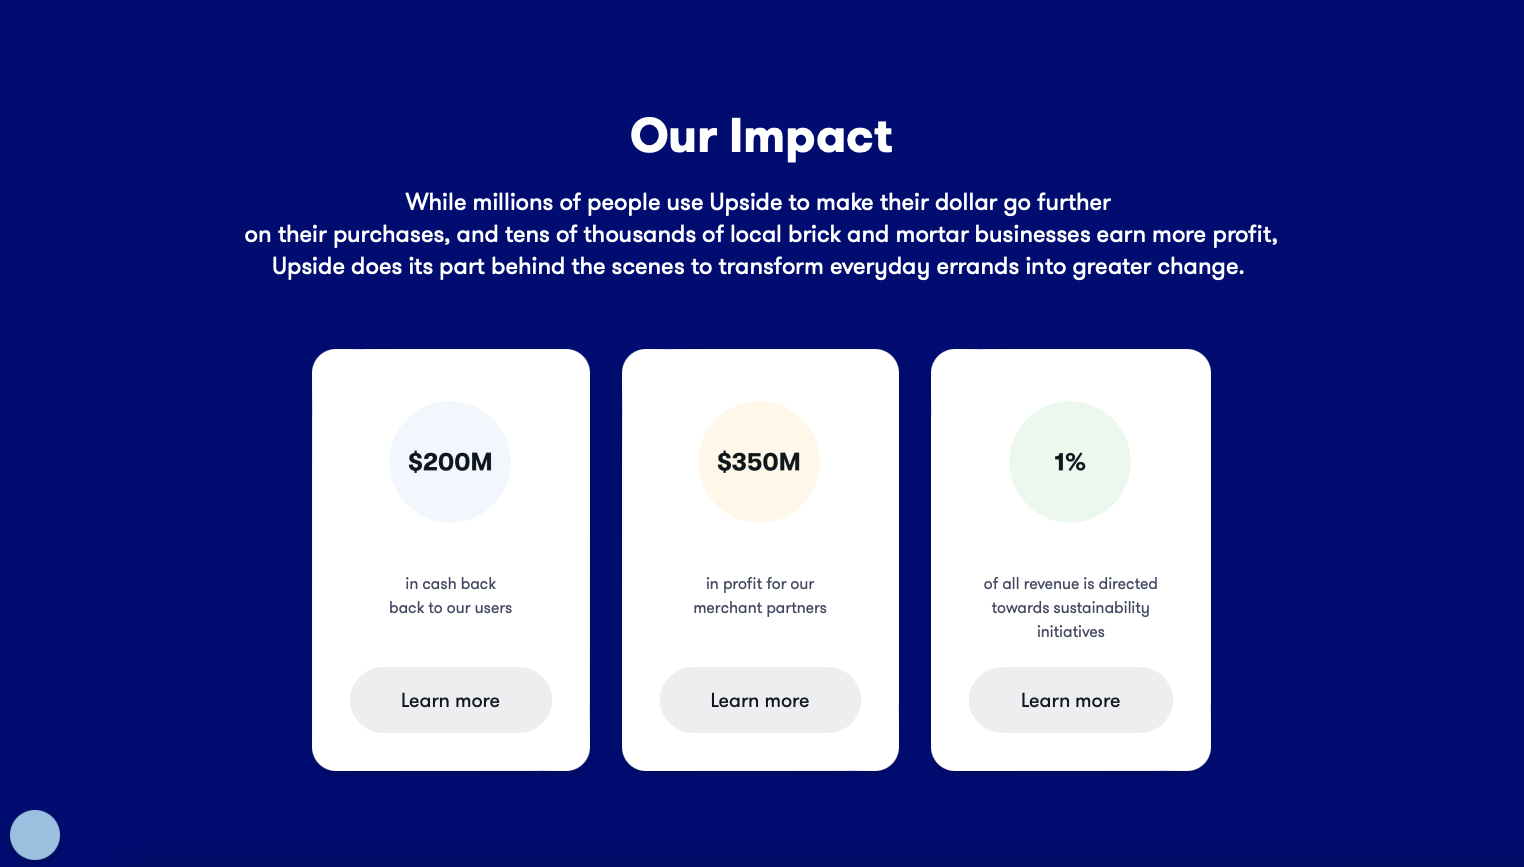 Our Impact
While millions of people use Upside to make their dollar go further
on their purchases, and tens of thousands of local brick and mortar businesses earn more profit,
Upside does its part behind the scenes to transform everyday errands into greater change.
$200M
in cash back
back to our users
Learn more
$350M
in profit for our
merchant partners
Learn more
1%
of all revenue is directed
towards sustainability
initiatives
Learn more